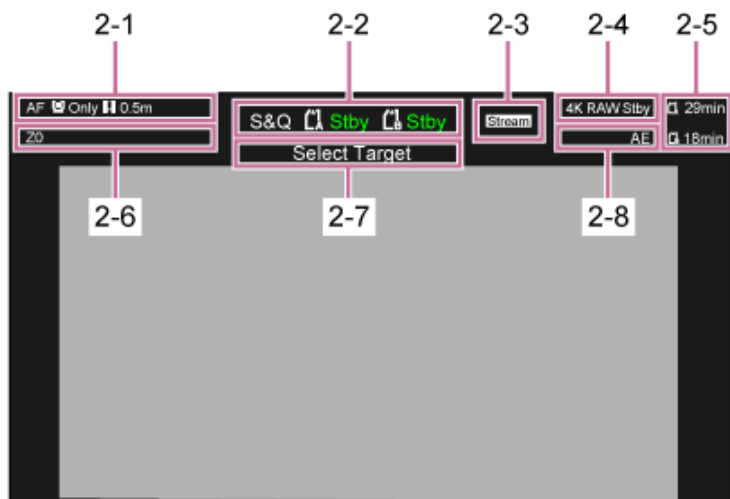 2-1 2-2 2-3 2-4 2-5
AF Only 0.5m
S&Q A Stby B Stby
Stream
4K RAW Stby
29min
Z0
Select Target
AE
18min
2-6 2-7 2-8